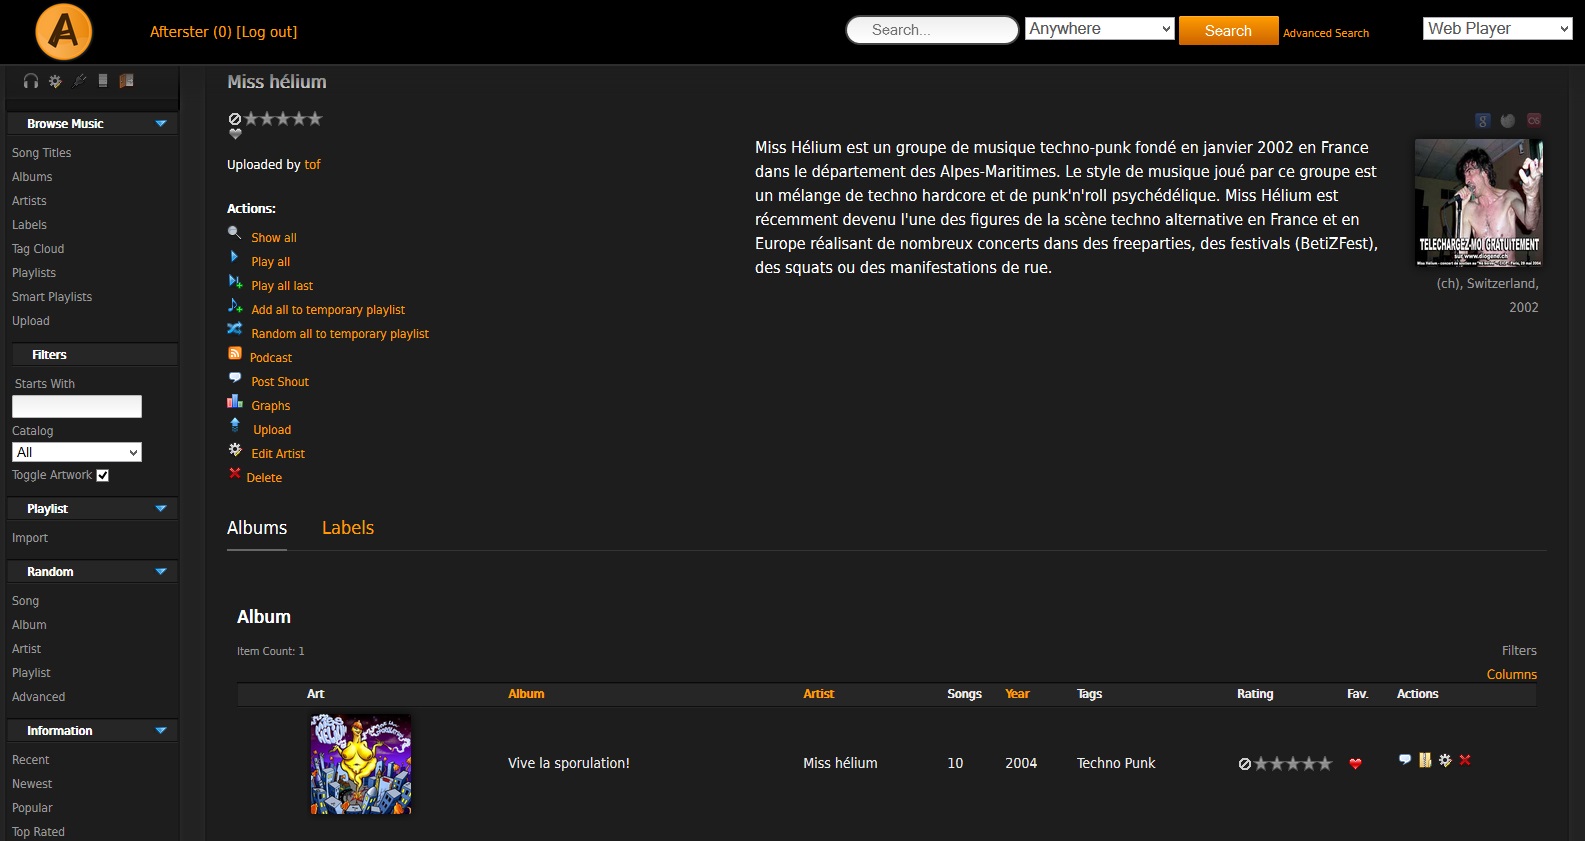 Afterster (0) [Log out]
Search...
Anywhere
Search
Advanced Search
Web Player
Browse Music
Song Titles
Albums
Artists
Labels
Tag Cloud
Playlists
Smart Playlists
Upload
Filters
Starts With
Catalog
All
Toggle Artwork
Playlist
Import
Random
Song
Album
Artist
Playlist
Advanced
Information
Recent
Newest
Popular
Top Rated
Miss hélium
Uploaded by tof
Actions:
Show all
Play all
Play all last
Add all to temporary playlist
Random all to temporary playlist
Podcast
Post Shout
Graphs
Upload
Edit Artist
Delete
Miss Hélium est un groupe de musique techno-punk fondé en janvier 2002 en France
dans le département des Alpes-Maritimes. Le style de musique joué par ce groupe est
un mélange de techno hardcore et de punk'n'roll psychédélique. Miss Hélium est
récemment devenu l'une des figures de la scène techno alternative en France et en
Europe réalisant de nombreux concerts dans des freeparties, des festivals (BetiZFest),
des squats ou des manifestations de rue.
TELECHARGEZ-MOI GRATUITEMENT
sur www.diogene.ch
(ch), Switzerland,
2002
Albums
Labels
Album
Item Count: 1
Filters
Columns
Art Album Artist Songs Year Tags Rating Fav. Actions
MISS
HELIUM
Vive la sporulation! Miss hélium 10 2004 Techno Punk